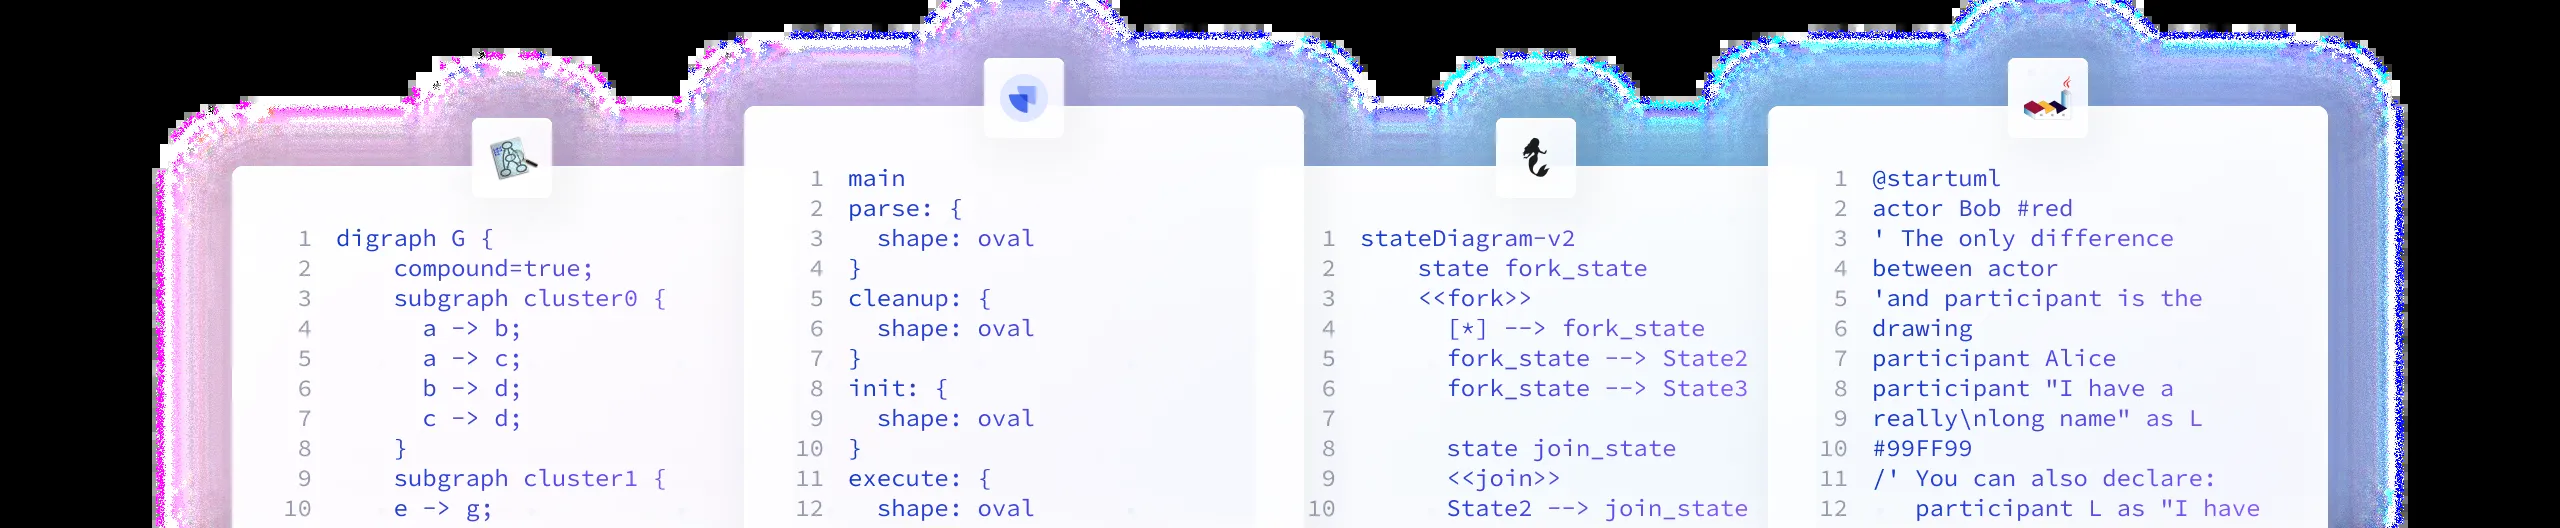 1 digraph G {
2 compound=true;
3 subgraph cluster0 {
4 a -> b;
5 a -> c;
6 b -> d;
7 c -> d;
8 }
9 subgraph cluster1 {
10 e -> g;
1 main
2 parse: {
3 shape: oval
4 }
5 cleanup: {
6 shape: oval
7 }
8 init: {
9 shape: oval
10 }
11 execute: {
12 shape: oval
1 stateDiagram-v2
2 state fork_state
3 <<fork>>
4 [*] --> fork_state
5 fork_state --> State2
6 fork_state --> State3
7
8 state join_state
9 <<join>>
10 State2 --> join_state
1 @startuml
2 actor Bob #red
3 ' The only difference
4 between actor
5 'and participant is the
6 drawing
7 participant Alice
8 participant "I have a
9 really\nlong name" as L
10 #99FF99
11 /' You can also declare:
12 participant L as "I have